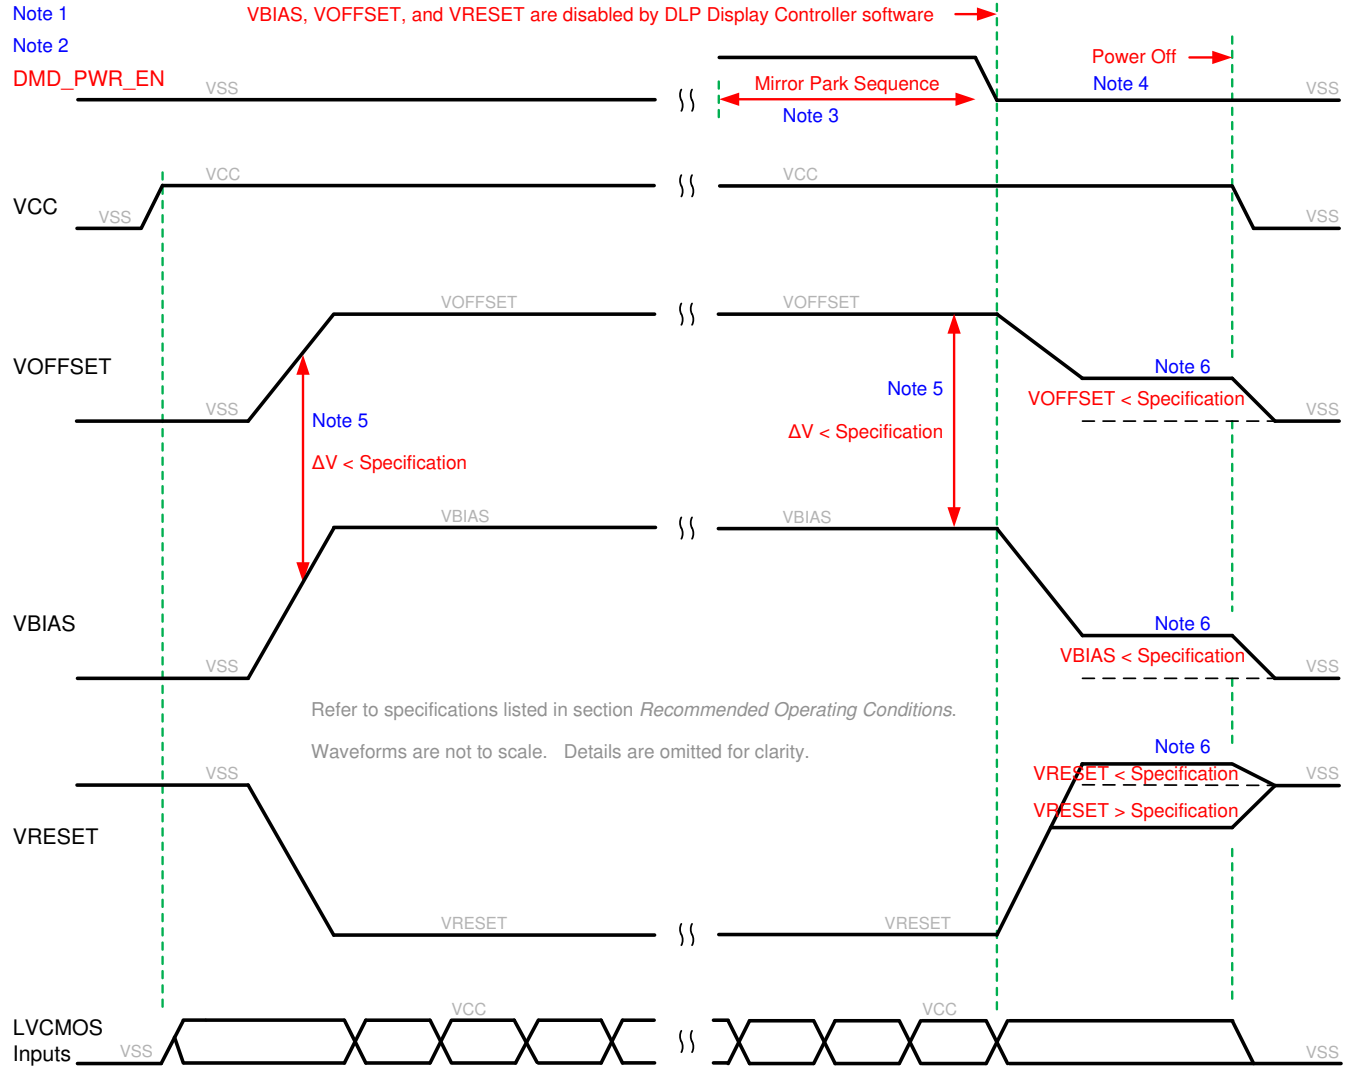 Note 1
VBIAS, VOFFSET, and VRESET are disabled by DLP Display Controller software
Note 2
Power Off
DMD_PWR_EN
VSS
Mirror Park Sequence
Note 4
VSS
Note 3
VCC
VCC
VCC
VSS
VSS
VOFFSET
VOFFSET
VOFFSET
Note 6
Note 5
VOFFSET < Specification
VSS
VSS
Note 5
ΔV < Specification
ΔV < Specification
VBIAS
VBIAS
VBIAS
Note 6
VBIAS < Specification
VSS
VSS
Refer to specifications listed in section Recommended Operating Conditions.
Waveforms are not to scale. Details are omitted for clarity.
Note 6
VSS
VRESET < Specification
VSS
VRESET > Specification
VRESET
VRESET
VRESET
VCC
VCC
LVCMOS
Inputs
VSS
VSS